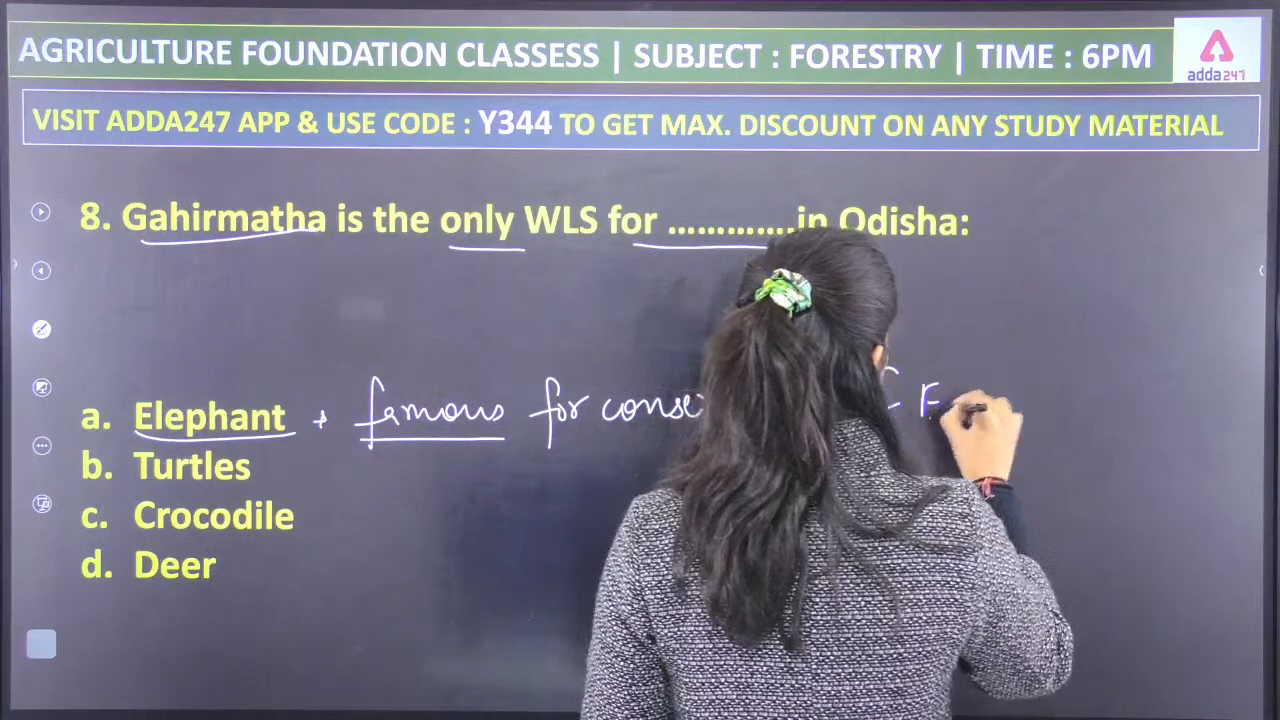 AGRICULTURE FOUNDATION CLASSESS | SUBJECT : FORESTRY | TIME : 6PM
adda247
VISIT ADDA247 APP & USE CODE : Y344 TO GET MAX. DISCOUNT ON ANY STUDY MATERIAL
8. Gahirmatha is the only WLS for .............in Odisha:
a. Elephant → famous for conse
b. Turtles
c. Crocodile
d. Deer